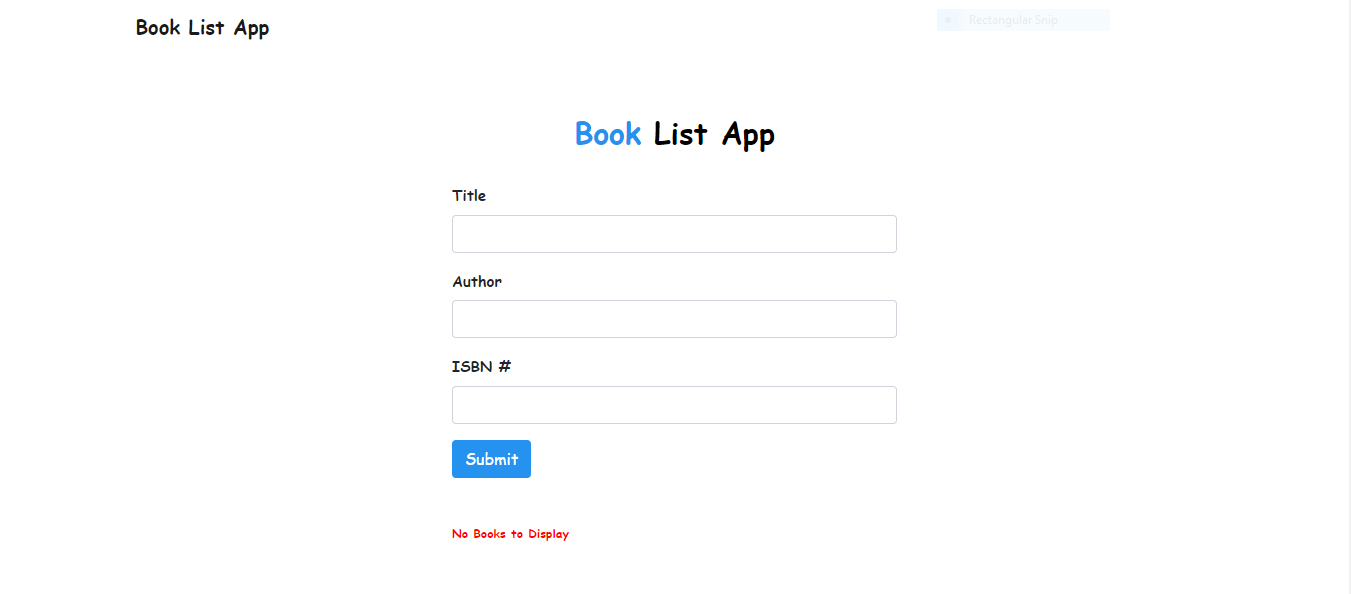 Book List App
Rectangular Snip
Book List App
Title
Author
ISBN #
Submit
No Books to Display